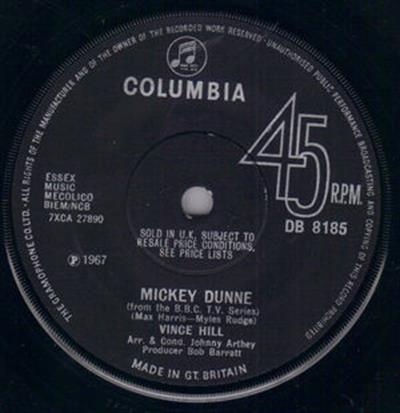 THE GRAMOPHONE CO.LTD.·ALL RIGHTS OF THE MANUFACTURER AND OF THE OWNER OF THE RECORDED WORK RESERVED·UNAUTHORISED PUBLIC PERFORMANCE BROADCASTING AND COPYING OF THIS RECORD PROHIBITED
COLUMBIA
45
R.P.M.
DB 8185
ESSEX
MUSIC
MECOLICO
BIEM/NCB
7XCA 27890
SOLD IN U.K. SUBJECT TO
RESALE PRICE CONDITIONS,
SEE PRICE LISTS
Ⓟ 1967
MICKEY DUNNE
(from the B.B.C. T.V. Series)
(Max Harris—Myles Rudge)
VINCE HILL
Arr. & Cond. Johnny Arthey
Producer Bob Barratt
MADE IN GT. BRITAIN